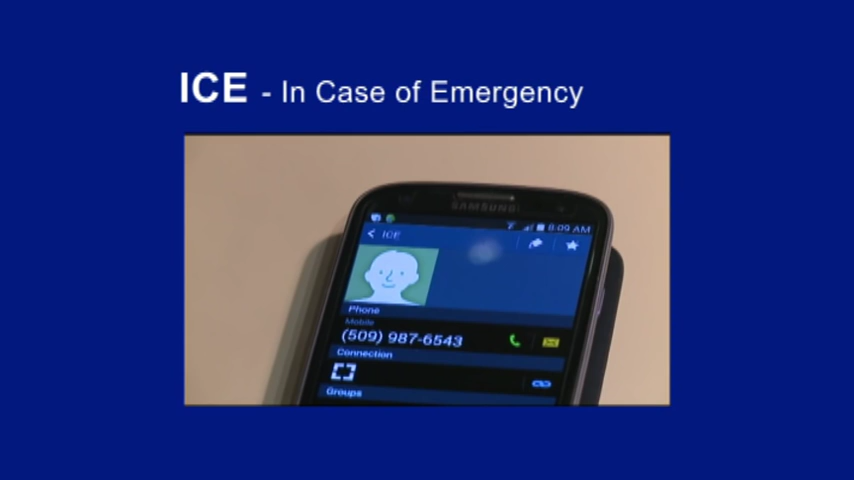 ICE - In Case of Emergency
SAMSUNG
8:09 AM
< ICE
Phone
Mobile
(509) 987-6543
Connection
Groups